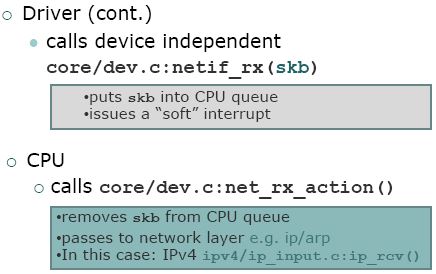 ○ Driver (cont.)
• calls device independent
core/dev.c:netif_rx(skb)
•puts skb into CPU queue
•issues a “soft” interrupt
○ CPU
○ calls core/dev.c:net_rx_action()
•removes skb from CPU queue
•passes to network layer e.g. ip/arp
•In this case: IPv4 ipv4/ip_input.c:ip_rcv()